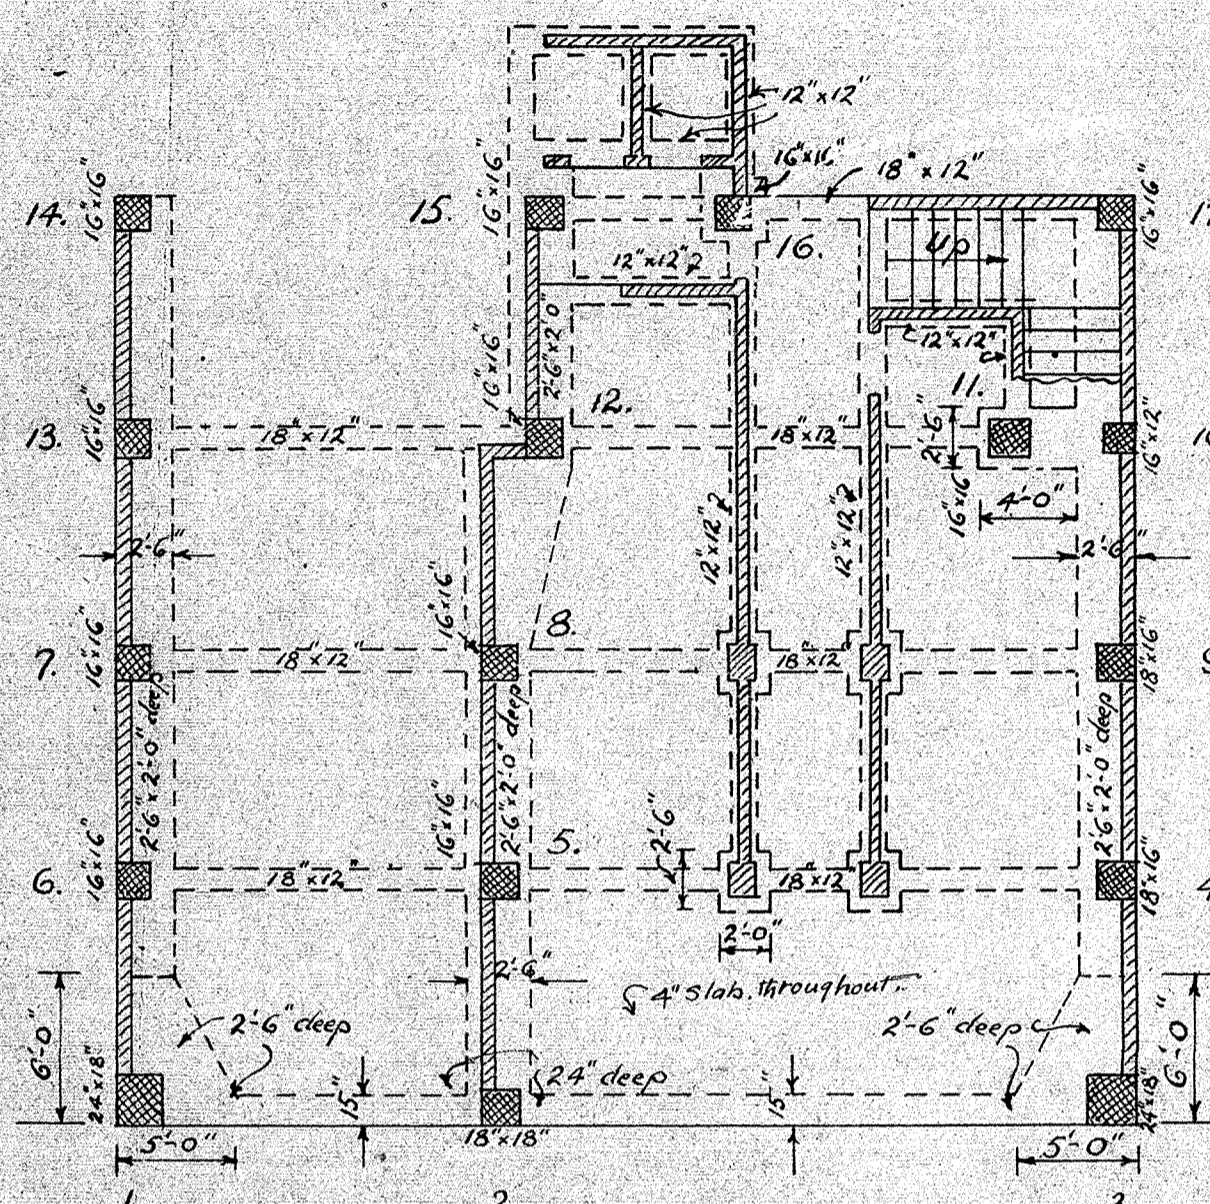 12"x12"
16"x16"
18"x12"
14. 16"x16"
15. 16"x16"
16"x16"
12"x12"
16.
UP
16"x16"
2'-6"x2'-0"
12"x12"
12.
11.
13. 16"x16"
18"x12"
18"x12"
2'-6"
16"x16"
4'-0"
16"x12"
2'-6"
12"x12"
12"x12"
2'-6"
16"x16"
8.
7. 16"x16"
18"x12"
18"x12"
18"x16"
2'-6"x2'-0" deep
2'-6"x2'-0" deep
2'-6"x2'-0" deep
16"x16"
2'-6"
5.
6. 16"x16"
18"x12"
18"x12"
18"x16"
4
2'-0"
2'-6"
4" Slab. throughout.
6'-0"
2'-6" deep
24" deep
2'-6" deep
6'-0"
24"x18"
15"
15"
24"x18"
18"x18"
5'-0"
5'-0"